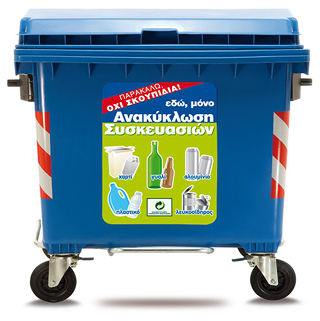 ΠΑΡΑΚΑΛΩ,
ΟΧΙ ΣΚΟΥΠΙΔΙΑ!
εδώ, μόνο
Ανακύκλωση
Συσκευασιών
χαρτί
γυαλί
αλουμίνιο
πλαστικό
λευκοσίδηρος